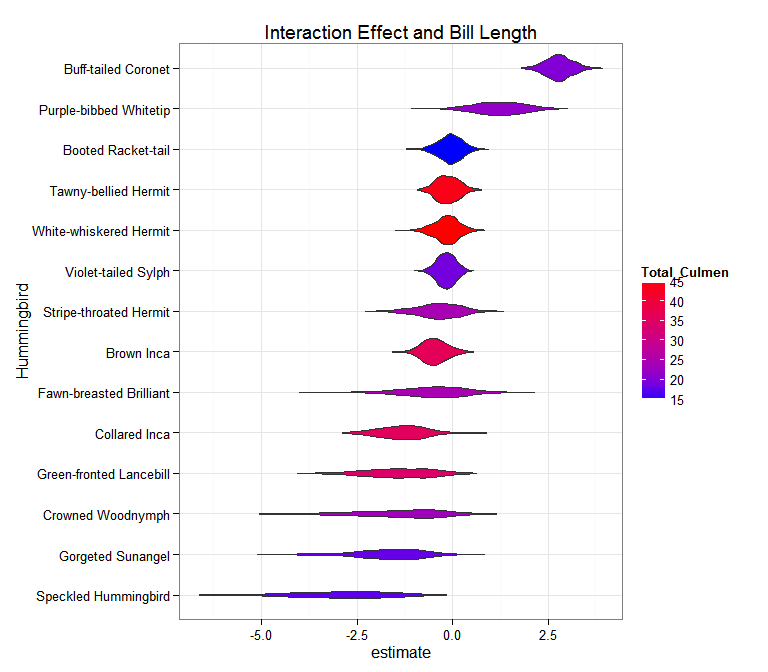 Interaction Effect and Bill Length
Hummingbird
Buff-tailed Coronet
Purple-bibbed Whitetip
Booted Racket-tail
Tawny-bellied Hermit
White-whiskered Hermit
Violet-tailed Sylph
Stripe-throated Hermit
Brown Inca
Fawn-breasted Brilliant
Collared Inca
Green-fronted Lancebill
Crowned Woodnymph
Gorgeted Sunangel
Speckled Hummingbird
-5.0 -2.5 0.0 2.5
estimate
Total_Culmen
45
40
35
30
25
20
15